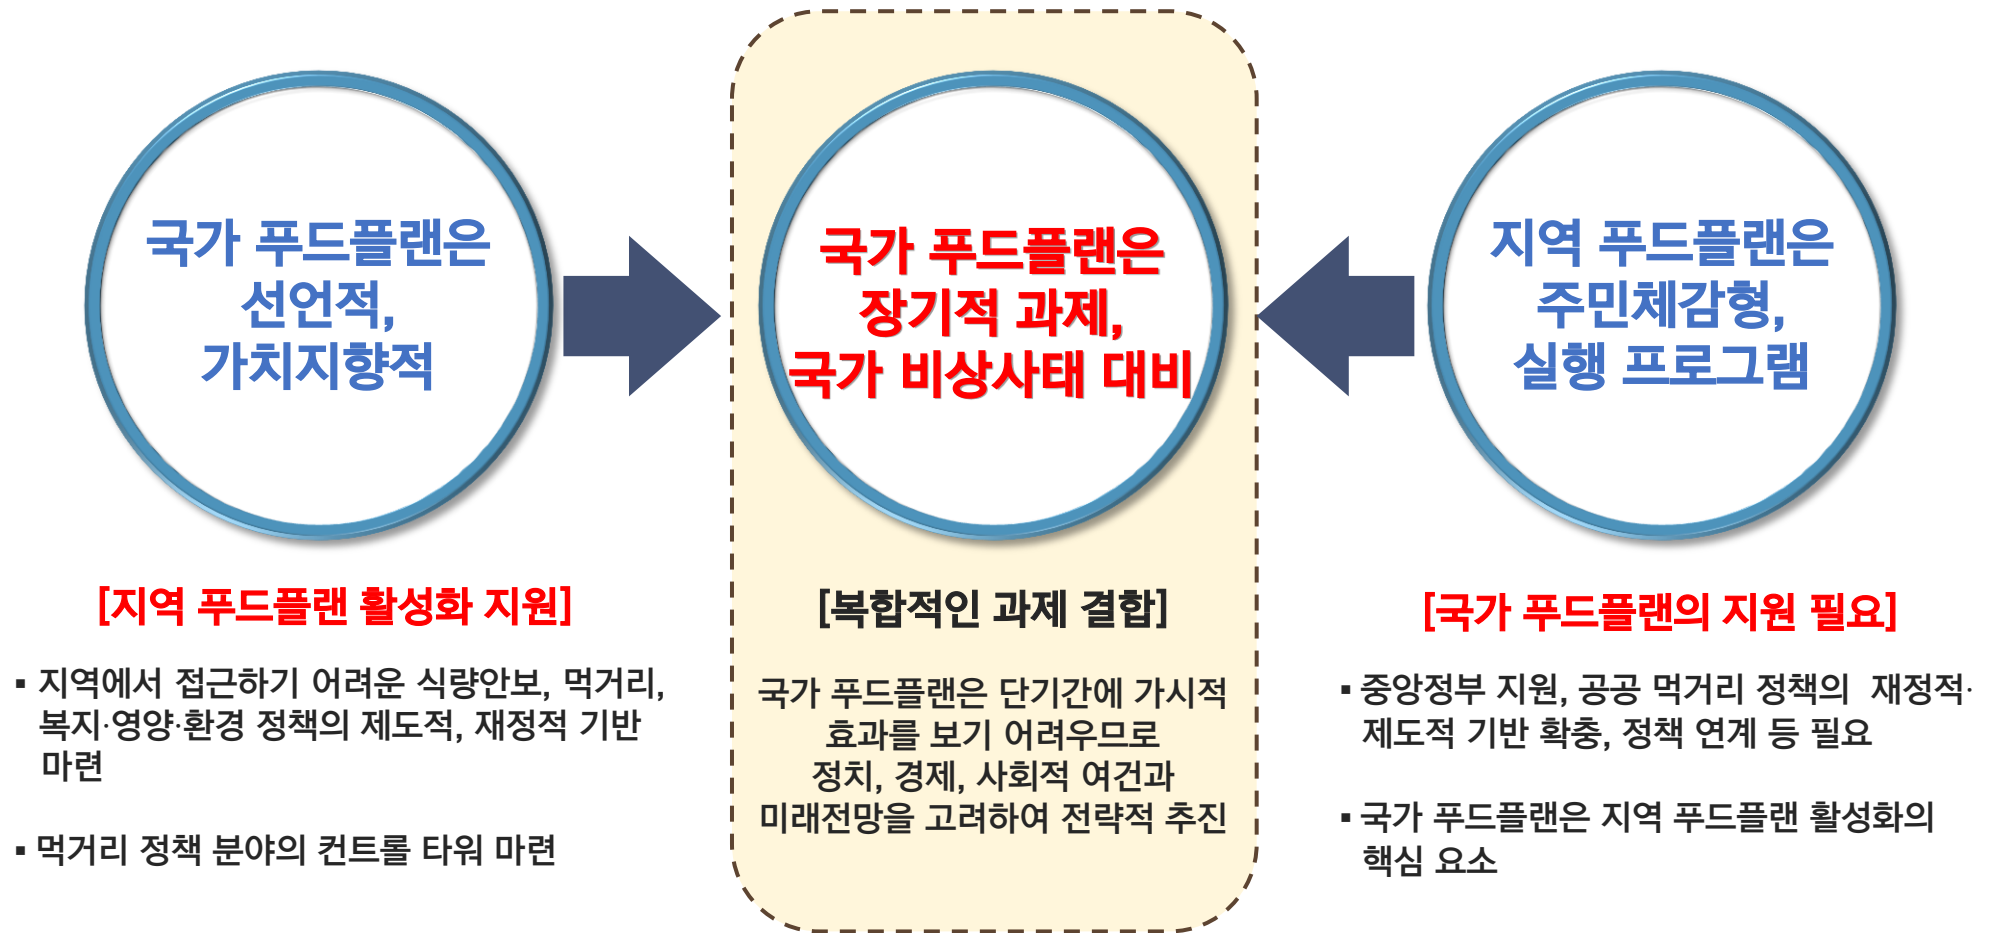 국가 푸드플랜은
선언적,
가치지향적
[지역 푸드플랜 활성화 지원]
▪ 지역에서 접근하기 어려운 식량안보, 먹거리,
복지·영양·환경 정책의 제도적, 재정적 기반
마련
▪ 먹거리 정책 분야의 컨트롤 타워 마련
국가 푸드플랜은
장기적 과제,
국가 비상사태 대비
[복합적인 과제 결합]
국가 푸드플랜은 단기간에 가시적
효과를 보기 어려우므로
정치, 경제, 사회적 여건과
미래전망을 고려하여 전략적 추진
지역 푸드플랜은
주민체감형,
실행 프로그램
[국가 푸드플랜의 지원 필요]
▪ 중앙정부 지원, 공공 먹거리 정책의 재정적·
제도적 기반 확충, 정책 연계 등 필요
▪ 국가 푸드플랜은 지역 푸드플랜 활성화의
핵심 요소